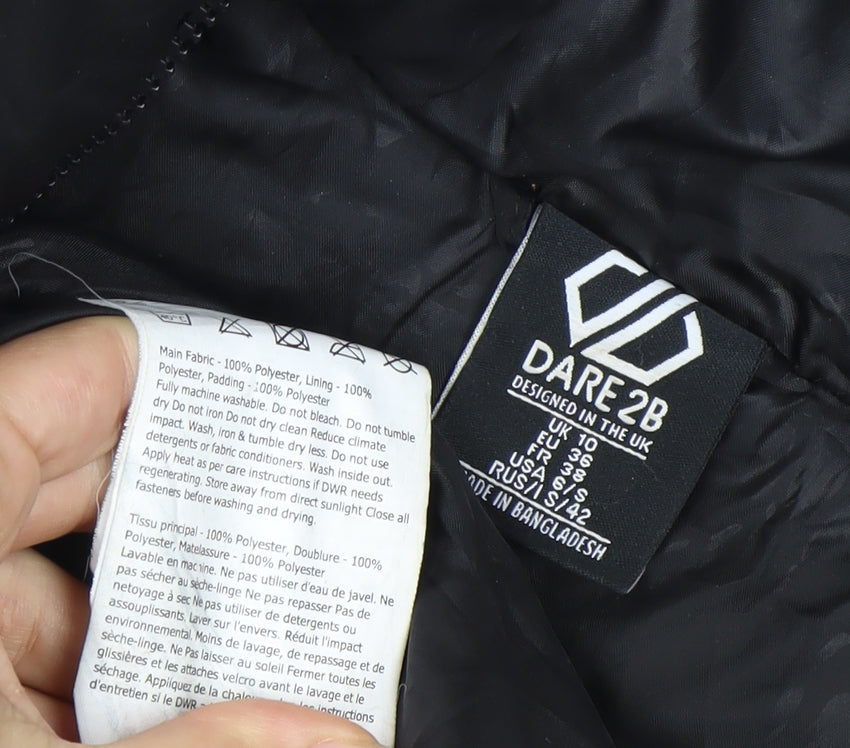 40°C
Main Fabric - 100% Polyester, Lining - 100%
Polyester, Padding - 100% Polyester
Fully machine washable. Do not bleach. Do not tumble
dry Do not iron Do not dry clean Reduce climate
impact. Wash, iron & tumble dry less. Do not use
detergents or fabric conditioners. Wash inside out.
Apply heat as per care instructions if DWR needs
regenerating. Store away from direct sunlight Close all
fasteners before washing and drying.
Tissu principal - 100% Polyester, Doublure - 100%
Polyester, Matelassure - 100% Polyester
Lavable en machine. Ne pas utiliser d'eau de javel. Ne
pas sécher au sèche-linge Ne pas repasser Pas de
nettoyage à sec Ne pas utiliser de detergents ou
assouplissants. Laver sur l'envers. Réduit l'impact
environnemental. Moins de lavage, de repassage et de
sèche-linge. Ne Pas laisser au soleil Fermer toutes les
glissières et les attaches velcro avant le lavage et le
séchage. Appliquez de la instructions
d'entretien si le DWR
DARE 2B
DESIGNED IN THE UK
UK 10
EU 36
FR 38
USA 6/S
RUS/I S/42
ADE IN BANGLADESH